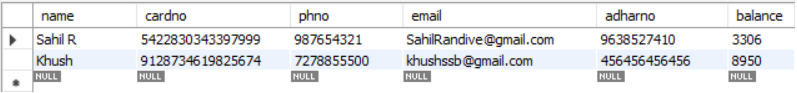 name cardno phno email adharno balance
Sahil R 5422830343397999 987654321 SahilRandive@gmail.com 9638527410 3306
Khush 9128734619825674 7278855500 khushssb@gmail.com 456456456456 8950
NULL NULL NULL NULL NULL NULL